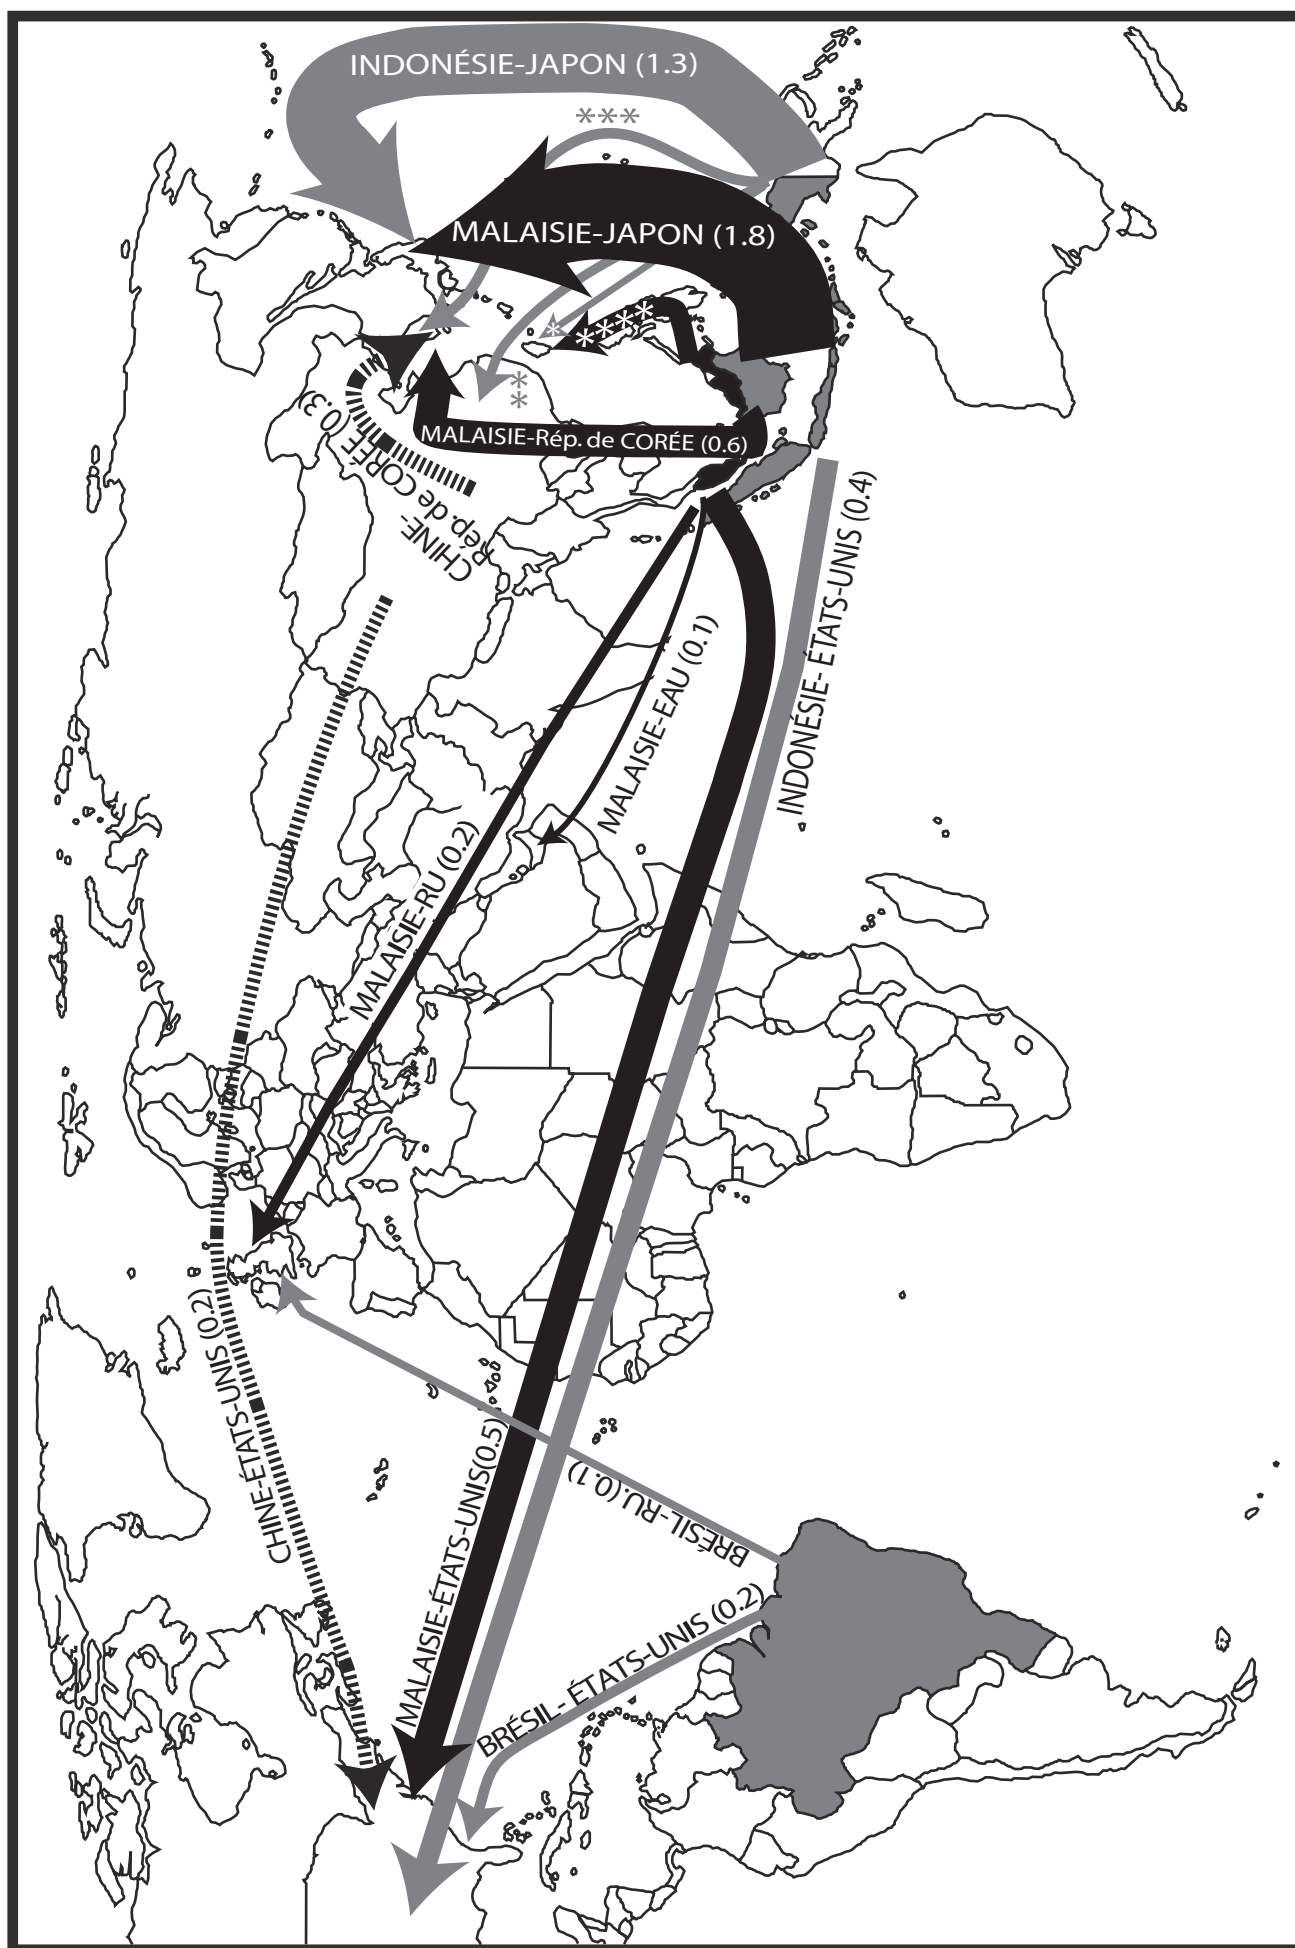 INDONÉSIE-JAPON (1.3)
***
MALAISIE-JAPON (1.8)
*
****
**
MALAISIE-Rép. de CORÉE (0.6)
CHINE-
Rép. de CORÉE (0.3)
INDONÉSIE- ÉTATS-UNIS (0.4)
MALAISIE-EAU (0.1)
MALAISIE-RU (0.2)
CHINE-ÉTATS-UNIS (0.2)
MALAISIE-ÉTATS-UNIS(0.5)
BRÉSIL-RU.(0.1)
BRÉSIL- ÉTATS-UNIS (0.2)